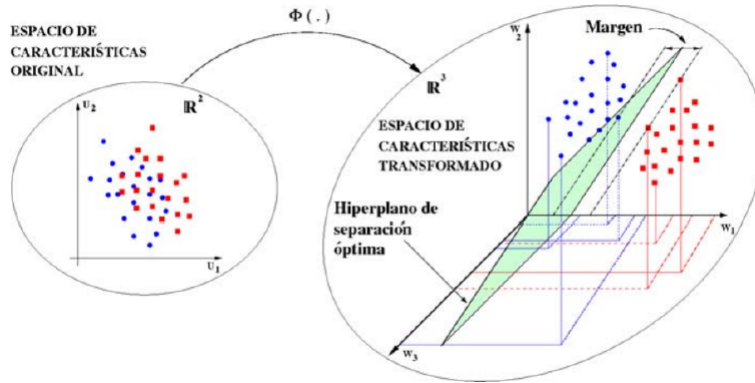 ESPACIO DE
CARACTERÍSTICAS
ORIGINAL
ℝ²
U₂
U₁
Φ ( . )
W₂
Margen
ℝ³
ESPACIO DE
CARACTERÍSTICAS
TRANSFORMADO
Hiperplano de
separación
óptima
W₁
W₃